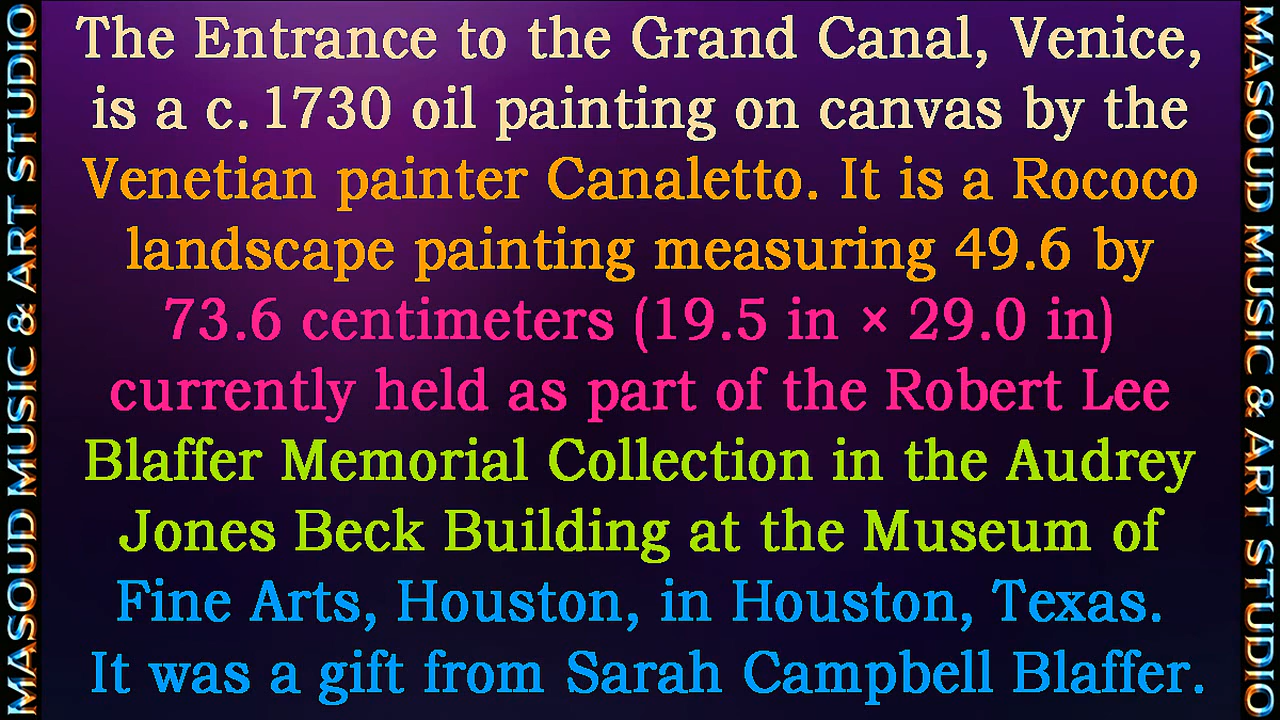 MASOUD MUSIC & ART STUDIO
The Entrance to the Grand Canal, Venice,
is a c. 1730 oil painting on canvas by the
Venetian painter Canaletto. It is a Rococo
landscape painting measuring 49.6 by
73.6 centimeters (19.5 in × 29.0 in)
currently held as part of the Robert Lee
Blaffer Memorial Collection in the Audrey
Jones Beck Building at the Museum of
Fine Arts, Houston, in Houston, Texas.
It was a gift from Sarah Campbell Blaffer.
MASOUD MUSIC & ART STUDIO